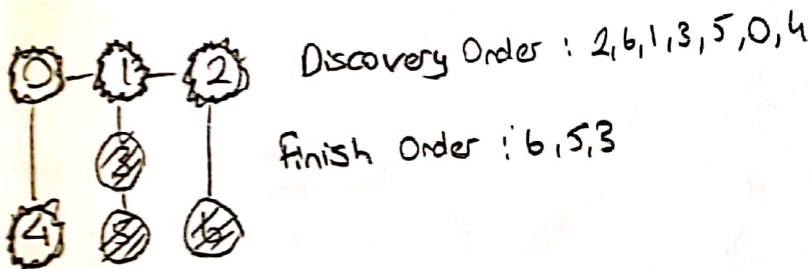 0 1 2
Discovery Order : 2,6,1,3,5,0,4
3
Finish Order : 6,5,3
4 5 6